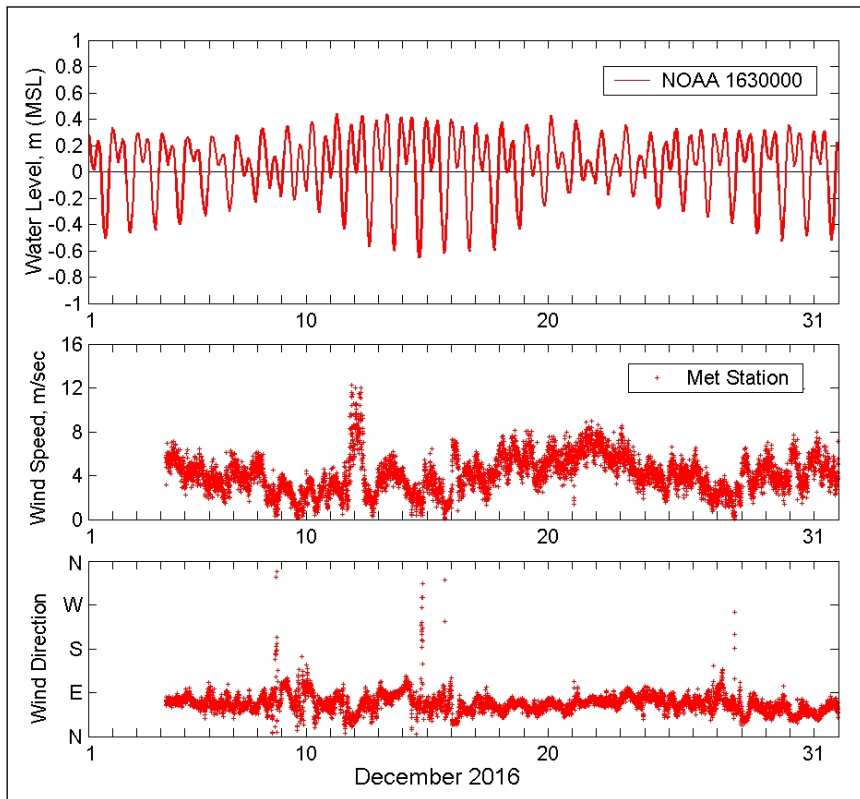 Water Level, m (MSL)
1
0.8
0.6
0.4
0.2
0
-0.2
-0.4
-0.6
-0.8
-1
NOAA 1630000
1 10 20 31
Wind Speed, m/sec
16
12
8
4
0
Met Station
1 10 20 31
Wind Direction
N
W
S
E
N
1 10 20 31
December 2016